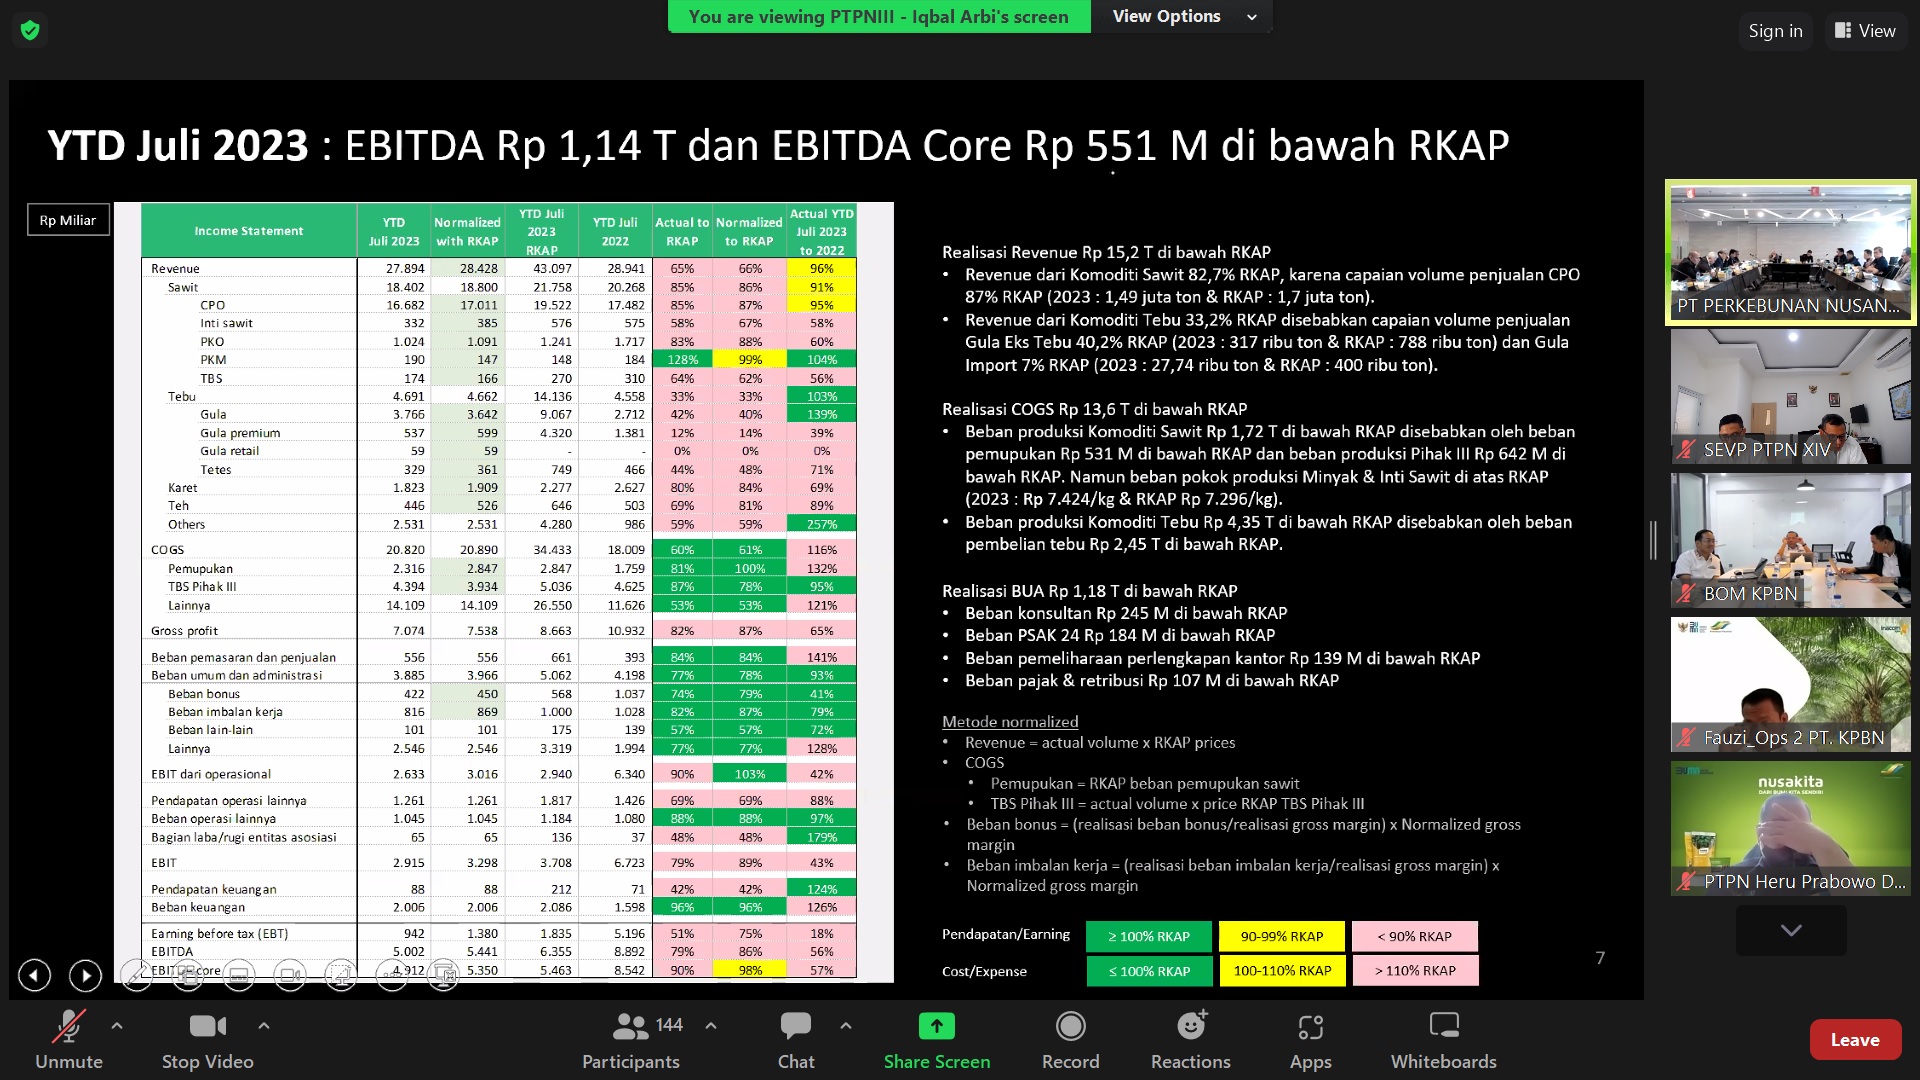 You are viewing PTPNIII - Iqbal Arbi's screen
View Options
Sign in
View
YTD Juli 2023 : EBITDA Rp 1,14 T dan EBITDA Core Rp 551 M di bawah RKAP
Rp Miliar
Income Statement | YTD Juli 2023 | Normalized with RKAP | YTD Juli 2023 RKAP | YTD Juli 2022 | Actual to RKAP | Normalized to RKAP | Actual YTD Juli 2023 to 2022
Revenue 27.894 28.428 43.097 28.941 65% 66% 96%
Sawit 18.402 18.800 21.758 20.268 85% 86% 91%
CPO 16.682 17.011 19.522 17.482 85% 87% 95%
Inti sawit 332 385 576 575 58% 67% 58%
PKO 1.024 1.091 1.241 1.717 83% 88% 60%
PKM 190 147 148 184 128% 99% 104%
TBS 174 166 270 310 64% 62% 56%
Tebu 4.691 4.662 14.136 4.558 33% 33% 103%
Gula 3.766 3.642 9.067 2.712 42% 40% 139%
Gula premium 537 599 4.320 1.381 12% 14% 39%
Gula retail 59 59 - - 0% 0% 0%
Tetes 329 361 749 466 44% 48% 71%
Karet 1.823 1.909 2.277 2.627 80% 84% 69%
Teh 446 526 646 503 69% 81% 89%
Others 2.531 2.531 4.280 986 59% 59% 257%
COGS 20.820 20.890 34.433 18.009 60% 61% 116%
Pemupukan 2.316 2.847 2.847 1.759 81% 100% 132%
TBS Pihak III 4.394 3.934 5.036 4.625 87% 78% 95%
Lainnya 14.109 14.109 26.550 11.626 53% 53% 121%
Gross profit 7.074 7.538 8.663 10.932 82% 87% 65%
Beban pemasaran dan penjualan 556 556 661 393 84% 84% 141%
Beban umum dan administrasi 3.885 3.966 5.062 4.198 77% 78% 93%
Beban bonus 422 450 568 1.037 74% 79% 41%
Beban imbalan kerja 816 869 1.000 1.028 82% 87% 79%
Beban lain-lain 101 101 175 139 57% 57% 72%
Lainnya 2.546 2.546 3.319 1.994 77% 77% 128%
EBIT dari operasional 2.633 3.016 2.940 6.340 90% 103% 42%
Pendapatan operasi lainnya 1.261 1.261 1.817 1.426 69% 69% 88%
Beban operasi lainnya 1.045 1.045 1.184 1.080 88% 88% 97%
Bagian laba/rugi entitas asosiasi 65 65 136 37 48% 48% 179%
EBIT 2.915 3.298 3.708 6.723 79% 89% 43%
Pendapatan keuangan 88 88 212 71 42% 42% 124%
Beban keuangan 2.006 2.006 2.086 1.598 96% 96% 126%
Earning before tax (EBT) 942 1.380 1.835 5.196 51% 75% 18%
EBITDA 5.002 5.441 6.355 8.892 79% 86% 56%
core 4.912 5.350 5.463 8.542 90% 98% 57%
Realisasi Revenue Rp 15,2 T di bawah RKAP
• Revenue dari Komoditi Sawit 82,7% RKAP, karena capaian volume penjualan CPO
87% RKAP (2023 : 1,49 juta ton & RKAP : 1,7 juta ton).
• Revenue dari Komoditi Tebu 33,2% RKAP disebabkan capaian volume penjualan
Gula Eks Tebu 40,2% RKAP (2023 : 317 ribu ton & RKAP : 788 ribu ton) dan Gula
Import 7% RKAP (2023 : 27,74 ribu ton & RKAP : 400 ribu ton).
Realisasi COGS Rp 13,6 T di bawah RKAP
• Beban produksi Komoditi Sawit Rp 1,72 T di bawah RKAP disebabkan oleh beban
pemupukan Rp 531 M di bawah RKAP dan beban produksi Pihak III Rp 642 M di
bawah RKAP. Namun beban pokok produksi Minyak & Inti Sawit di atas RKAP
(2023 : Rp 7.424/kg & RKAP Rp 7.296/kg).
• Beban produksi Komoditi Tebu Rp 4,35 T di bawah RKAP disebabkan oleh beban
pembelian tebu Rp 2,45 T di bawah RKAP.
Realisasi BUA Rp 1,18 T di bawah RKAP
• Beban konsultan Rp 245 M di bawah RKAP
• Beban PSAK 24 Rp 184 M di bawah RKAP
• Beban pemeliharaan perlengkapan kantor Rp 139 M di bawah RKAP
• Beban pajak & retribusi Rp 107 M di bawah RKAP
Metode normalized
• Revenue = actual volume x RKAP prices
• COGS
• Pemupukan = RKAP beban pemupukan sawit
• TBS Pihak III = actual volume x price RKAP TBS Pihak III
• Beban bonus = (realisasi beban bonus/realisasi gross margin) x Normalized gross
margin
• Beban imbalan kerja = (realisasi beban imbalan kerja/realisasi gross margin) x
Normalized gross margin
Pendapatan/Earning ≥ 100% RKAP 90-99% RKAP < 90% RKAP
Cost/Expense ≤ 100% RKAP 100-110% RKAP > 110% RKAP
7
PT PERKEBUNAN NUSAN...
SEVP PTPN XIV
BOM KPBN
Fauzi_Ops 2 PT. KPBN
nusakita
PTPN Heru Prabowo D...
Unmute
Stop Video
144
Participants
Chat
Share Screen
Record
Reactions
Apps
Whiteboards
Leave